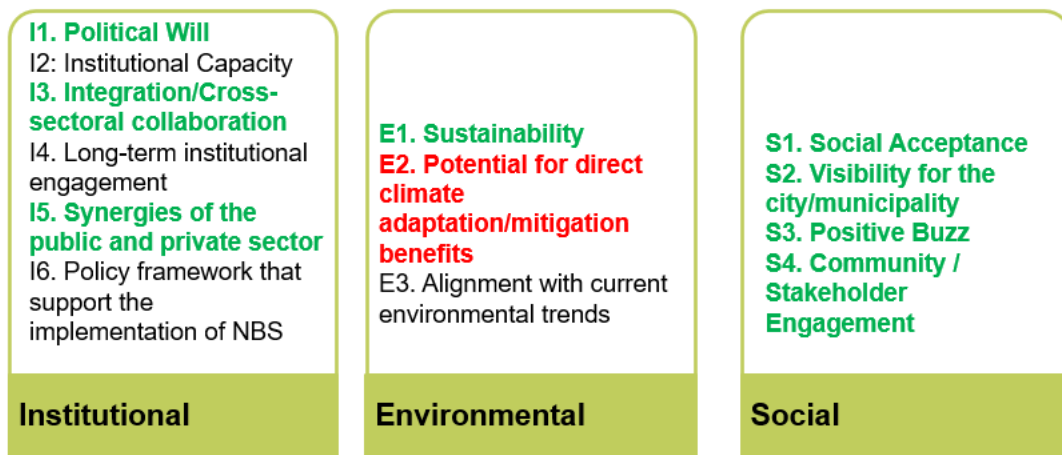 I1. Political Will
I2: Institutional Capacity
I3. Integration/Cross-
sectoral collaboration
I4. Long-term institutional
engagement
I5. Synergies of the
public and private sector
I6. Policy framework that
support the
implementation of NBS
Institutional
E1. Sustainability
E2. Potential for direct
climate
adaptation/mitigation
benefits
E3. Alignment with current
environmental trends
Environmental
S1. Social Acceptance
S2. Visibility for the
city/municipality
S3. Positive Buzz
S4. Community /
Stakeholder
Engagement
Social